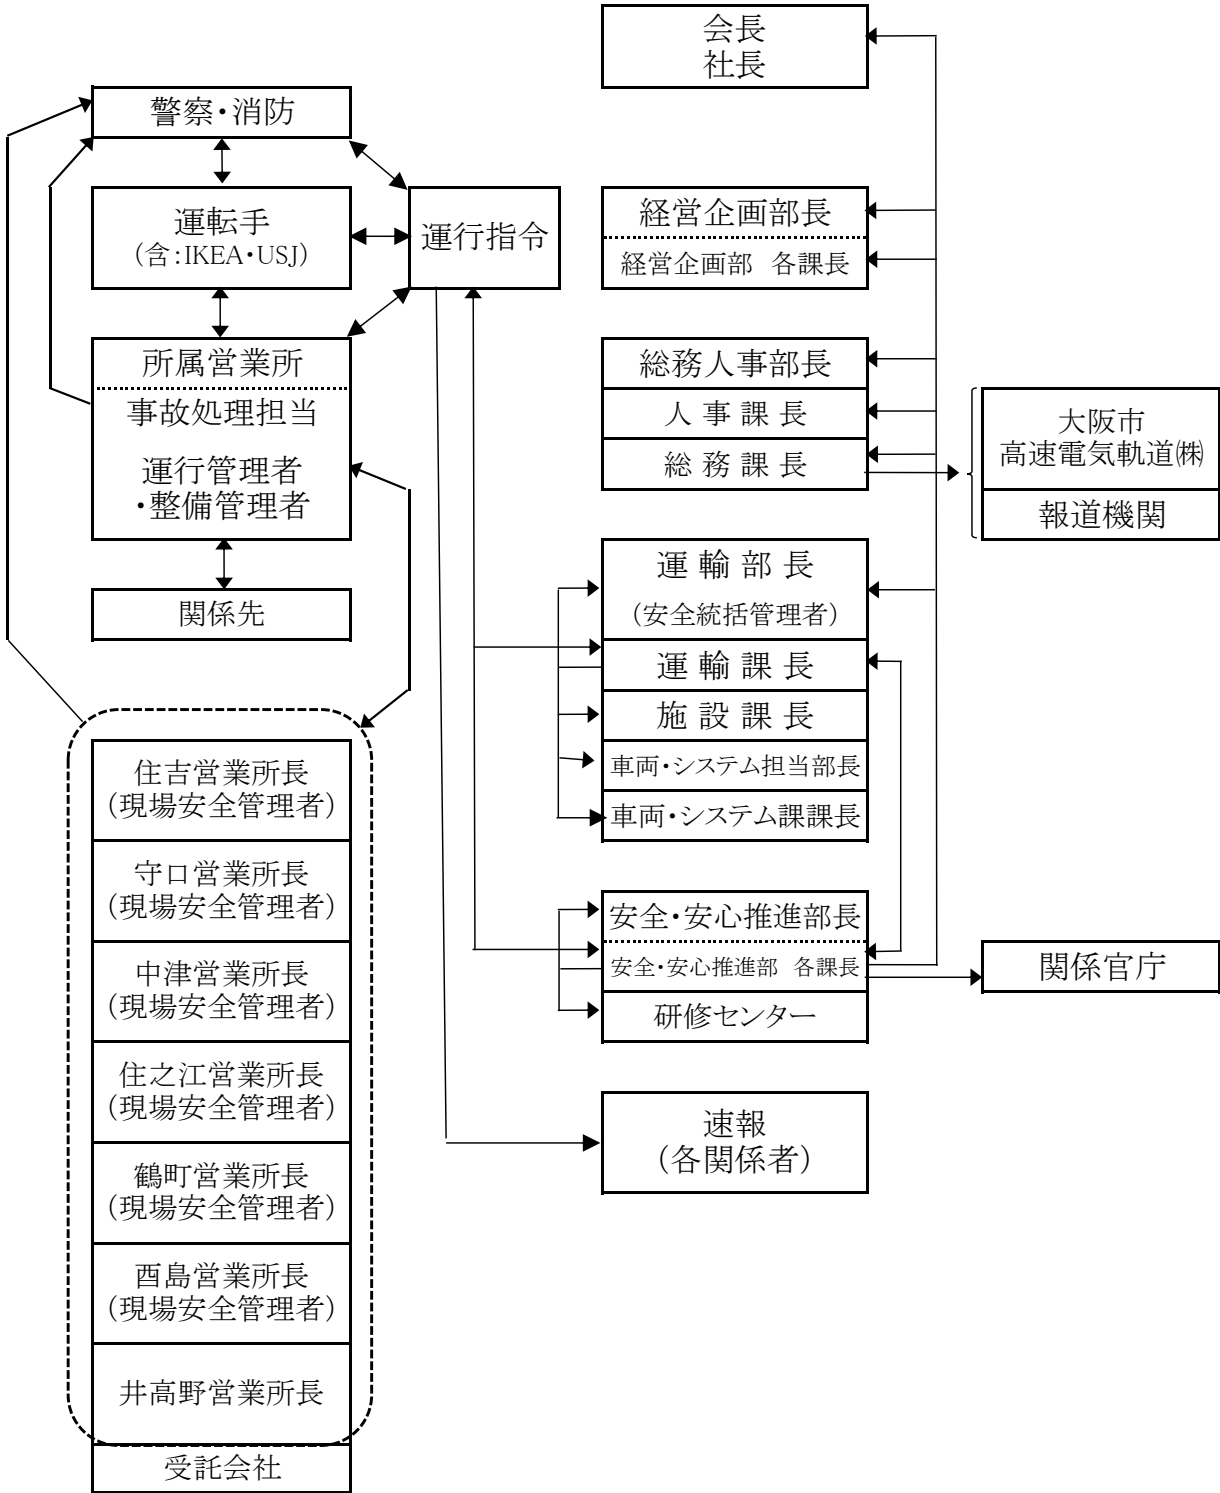 会長
社長
警察・消防
運転手
（含：IKEA・USJ）
運行指令
経営企画部長
経営企画部　各課長
所属営業所
事故処理担当
運行管理者
・整備管理者
総務人事部長
人 事 課 長
総 務 課 長
大阪市
高速電気軌道㈱
報道機関
関係先
運 輸 部 長
（安全統括管理者）
運 輸 課 長
施 設 課 長
車両・システム担当部長
車両・システム課課長
住吉営業所長
（現場安全管理者）
守口営業所長
（現場安全管理者）
中津営業所長
（現場安全管理者）
住之江営業所長
（現場安全管理者）
鶴町営業所長
（現場安全管理者）
酉島営業所長
（現場安全管理者）
井高野営業所長
受託会社
安全・安心推進部長
安全・安心推進部　各課長
研修センター
関係官庁
速報
（各関係者）